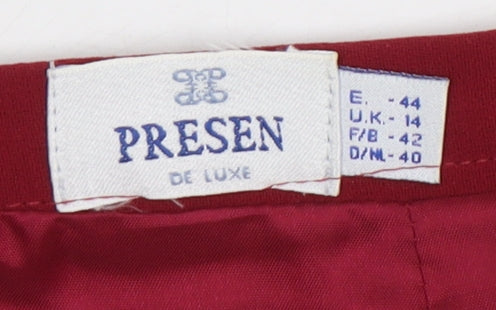 PRESEN
DE LUXE
E. - 44
U.K. - 14
F/B - 42
D/NL - 40